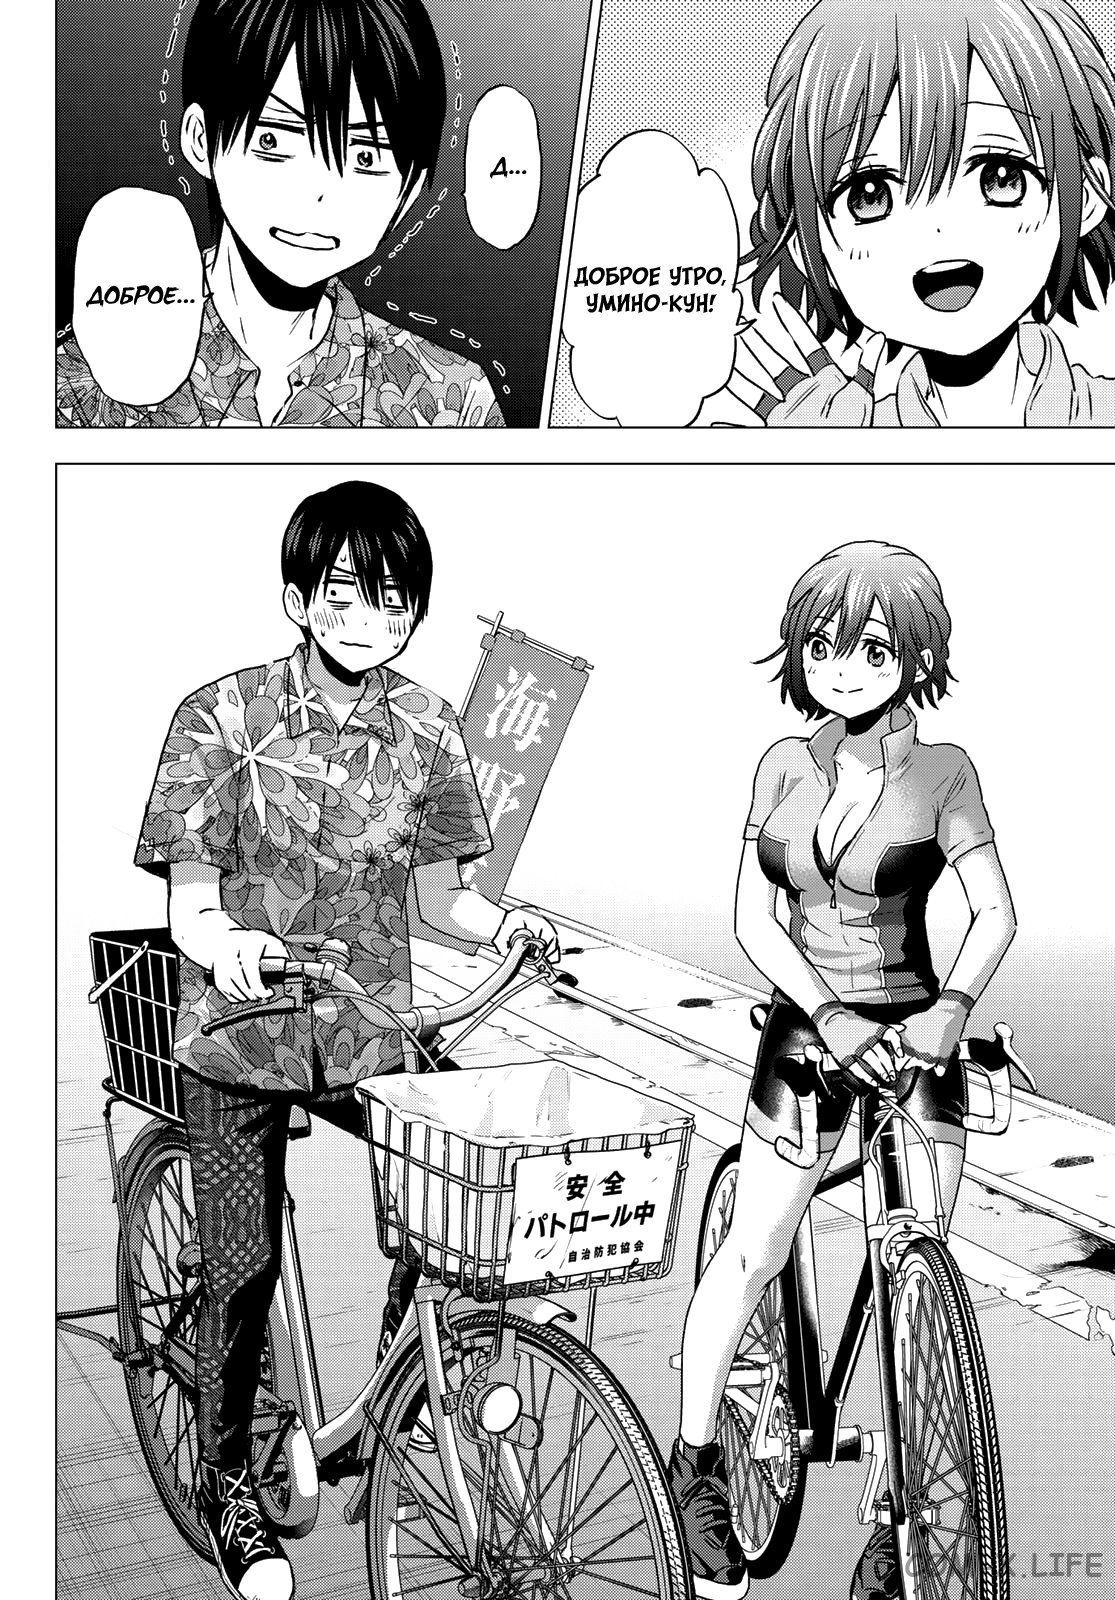 ДОБРОЕ УТРО,
УМИНО-КУН!
Д...
ДОБРОЕ...
海野
安全
パトロール中
自治防犯協会